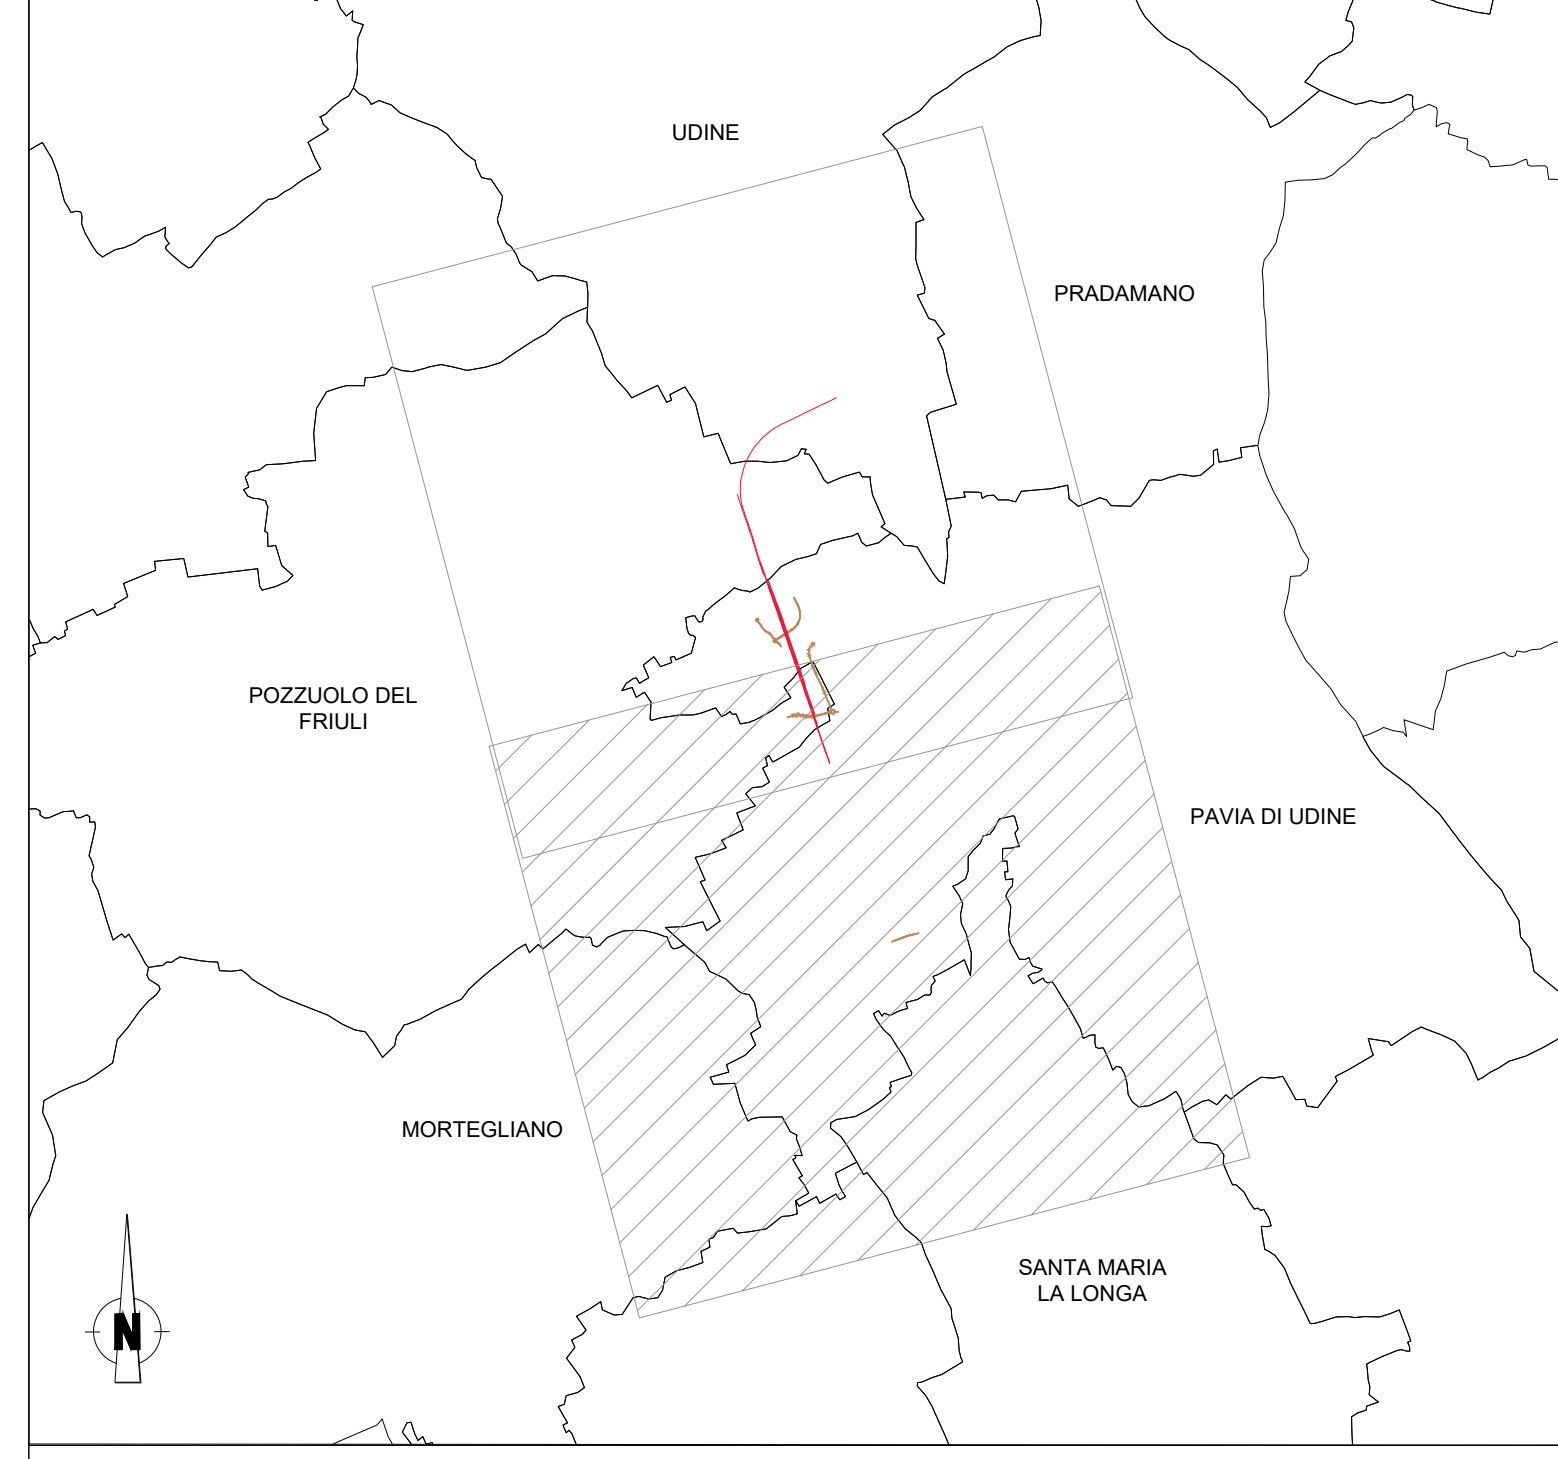 UDINE
PRADAMANO
POZZUOLO DEL
FRIULI
PAVIA DI UDINE
MORTEGLIANO
SANTA MARIA
LA LONGA
N